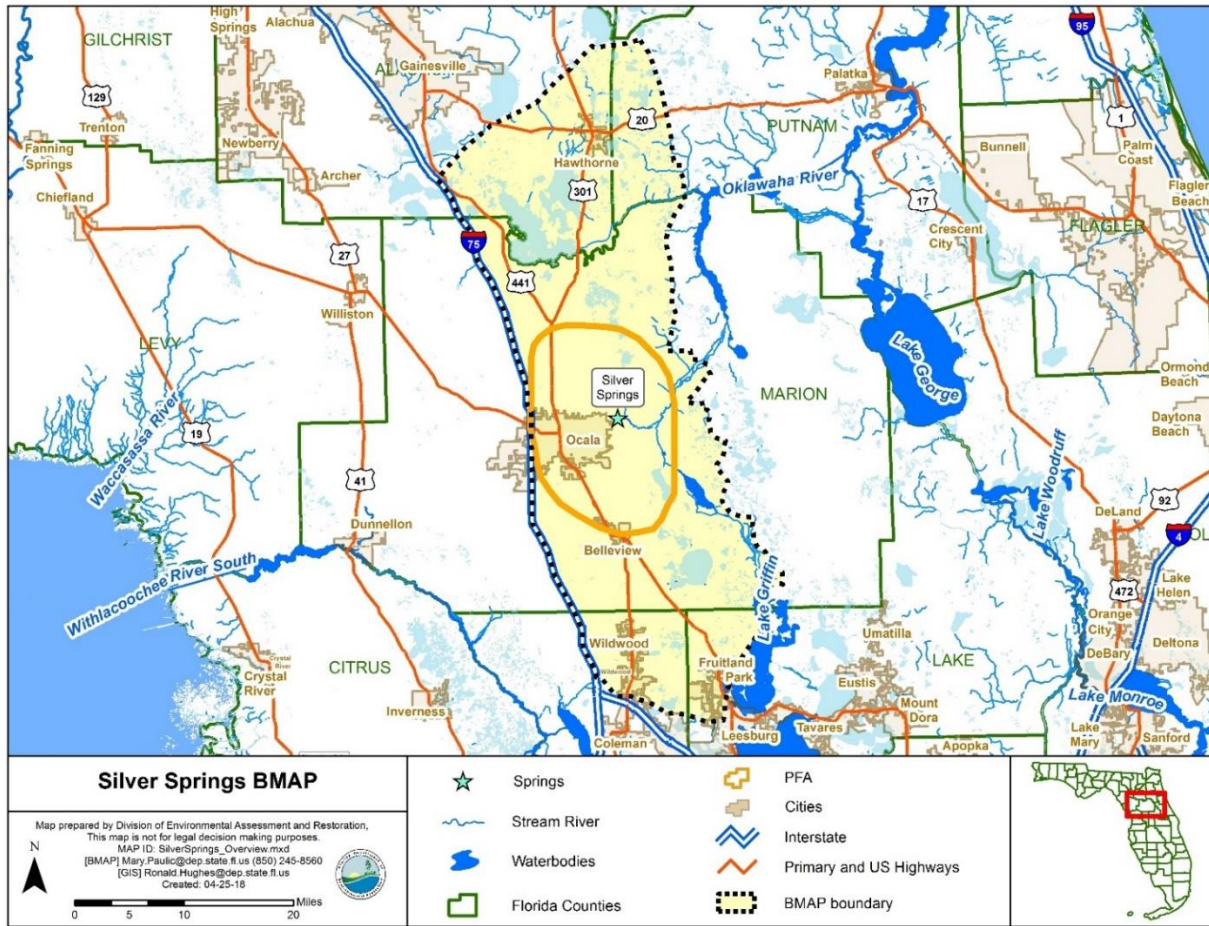 High
Springs
Alachua
GILCHRIST
Gainesville
95
129
Trenton
Palatka
20
PUTNAM
1
Fanning
Springs
Newberry
Hawthorne
Bunnell
Palm
Coast
Chiefland
Archer
301
Oklawaha River
17
Flagler
Beach
75
Crescent
City
FLAGLER
27
441
Williston
LEVY
Silver
Springs
MARION
Lake George
Ormond
Beach
Waccasassa River
19
Ocala
Daytona
Beach
41
Lake Woodruff
92
DeLand
4
Dunnellon
Belleview
Lake Griffin
472
Lake
Helen
Withlacoochee River South
Orange
City
Deltona
DeBary
Wildwood
Umatilla
CITRUS
Crystal
River
Crystal
River
Fruitland
Park
LAKE
Eustis
Lake Monroe
Inverness
Mount
Dora
Coleman
Leesburg
Tavares
Apopka
Lake
Mary
Sanford
Silver Springs BMAP
Map prepared by Division of Environmental Assessment and Restoration,
This map is not for legal decision making purposes.
MAP ID: SilverSprings_Overview.mxd
[BMAP] Mary.Paulic@dep.state.fl.us (850) 245-8560
[GIS] Ronald.Hughes@dep.state.fl.us
Created: 04-25-18
N
Miles
0 5 10 20
Springs
Stream River
Waterbodies
Florida Counties
PFA
Cities
Interstate
Primary and US Highways
BMAP boundary